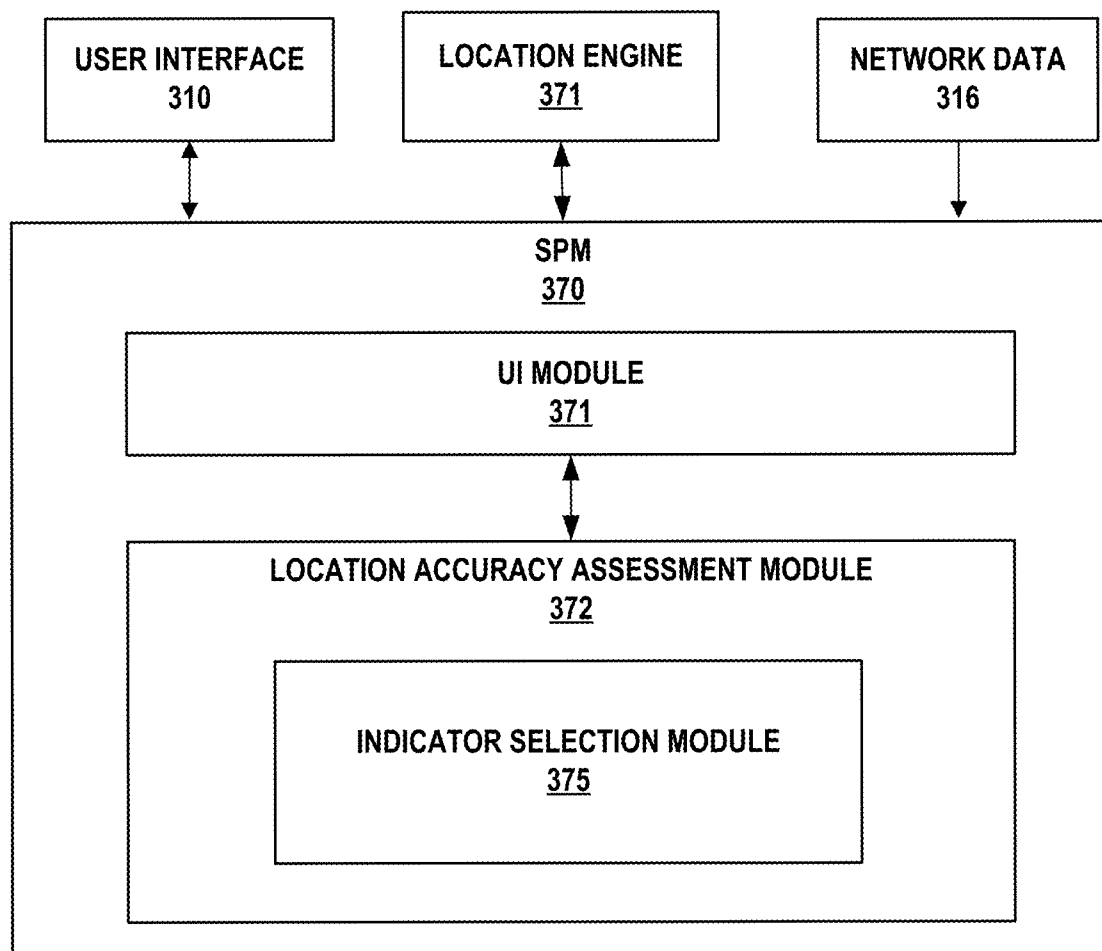 USER INTERFACE
310
LOCATION ENGINE
371
NETWORK DATA
316
SPM
370
UI MODULE
371
LOCATION ACCURACY ASSESSMENT MODULE
372
INDICATOR SELECTION MODULE
375